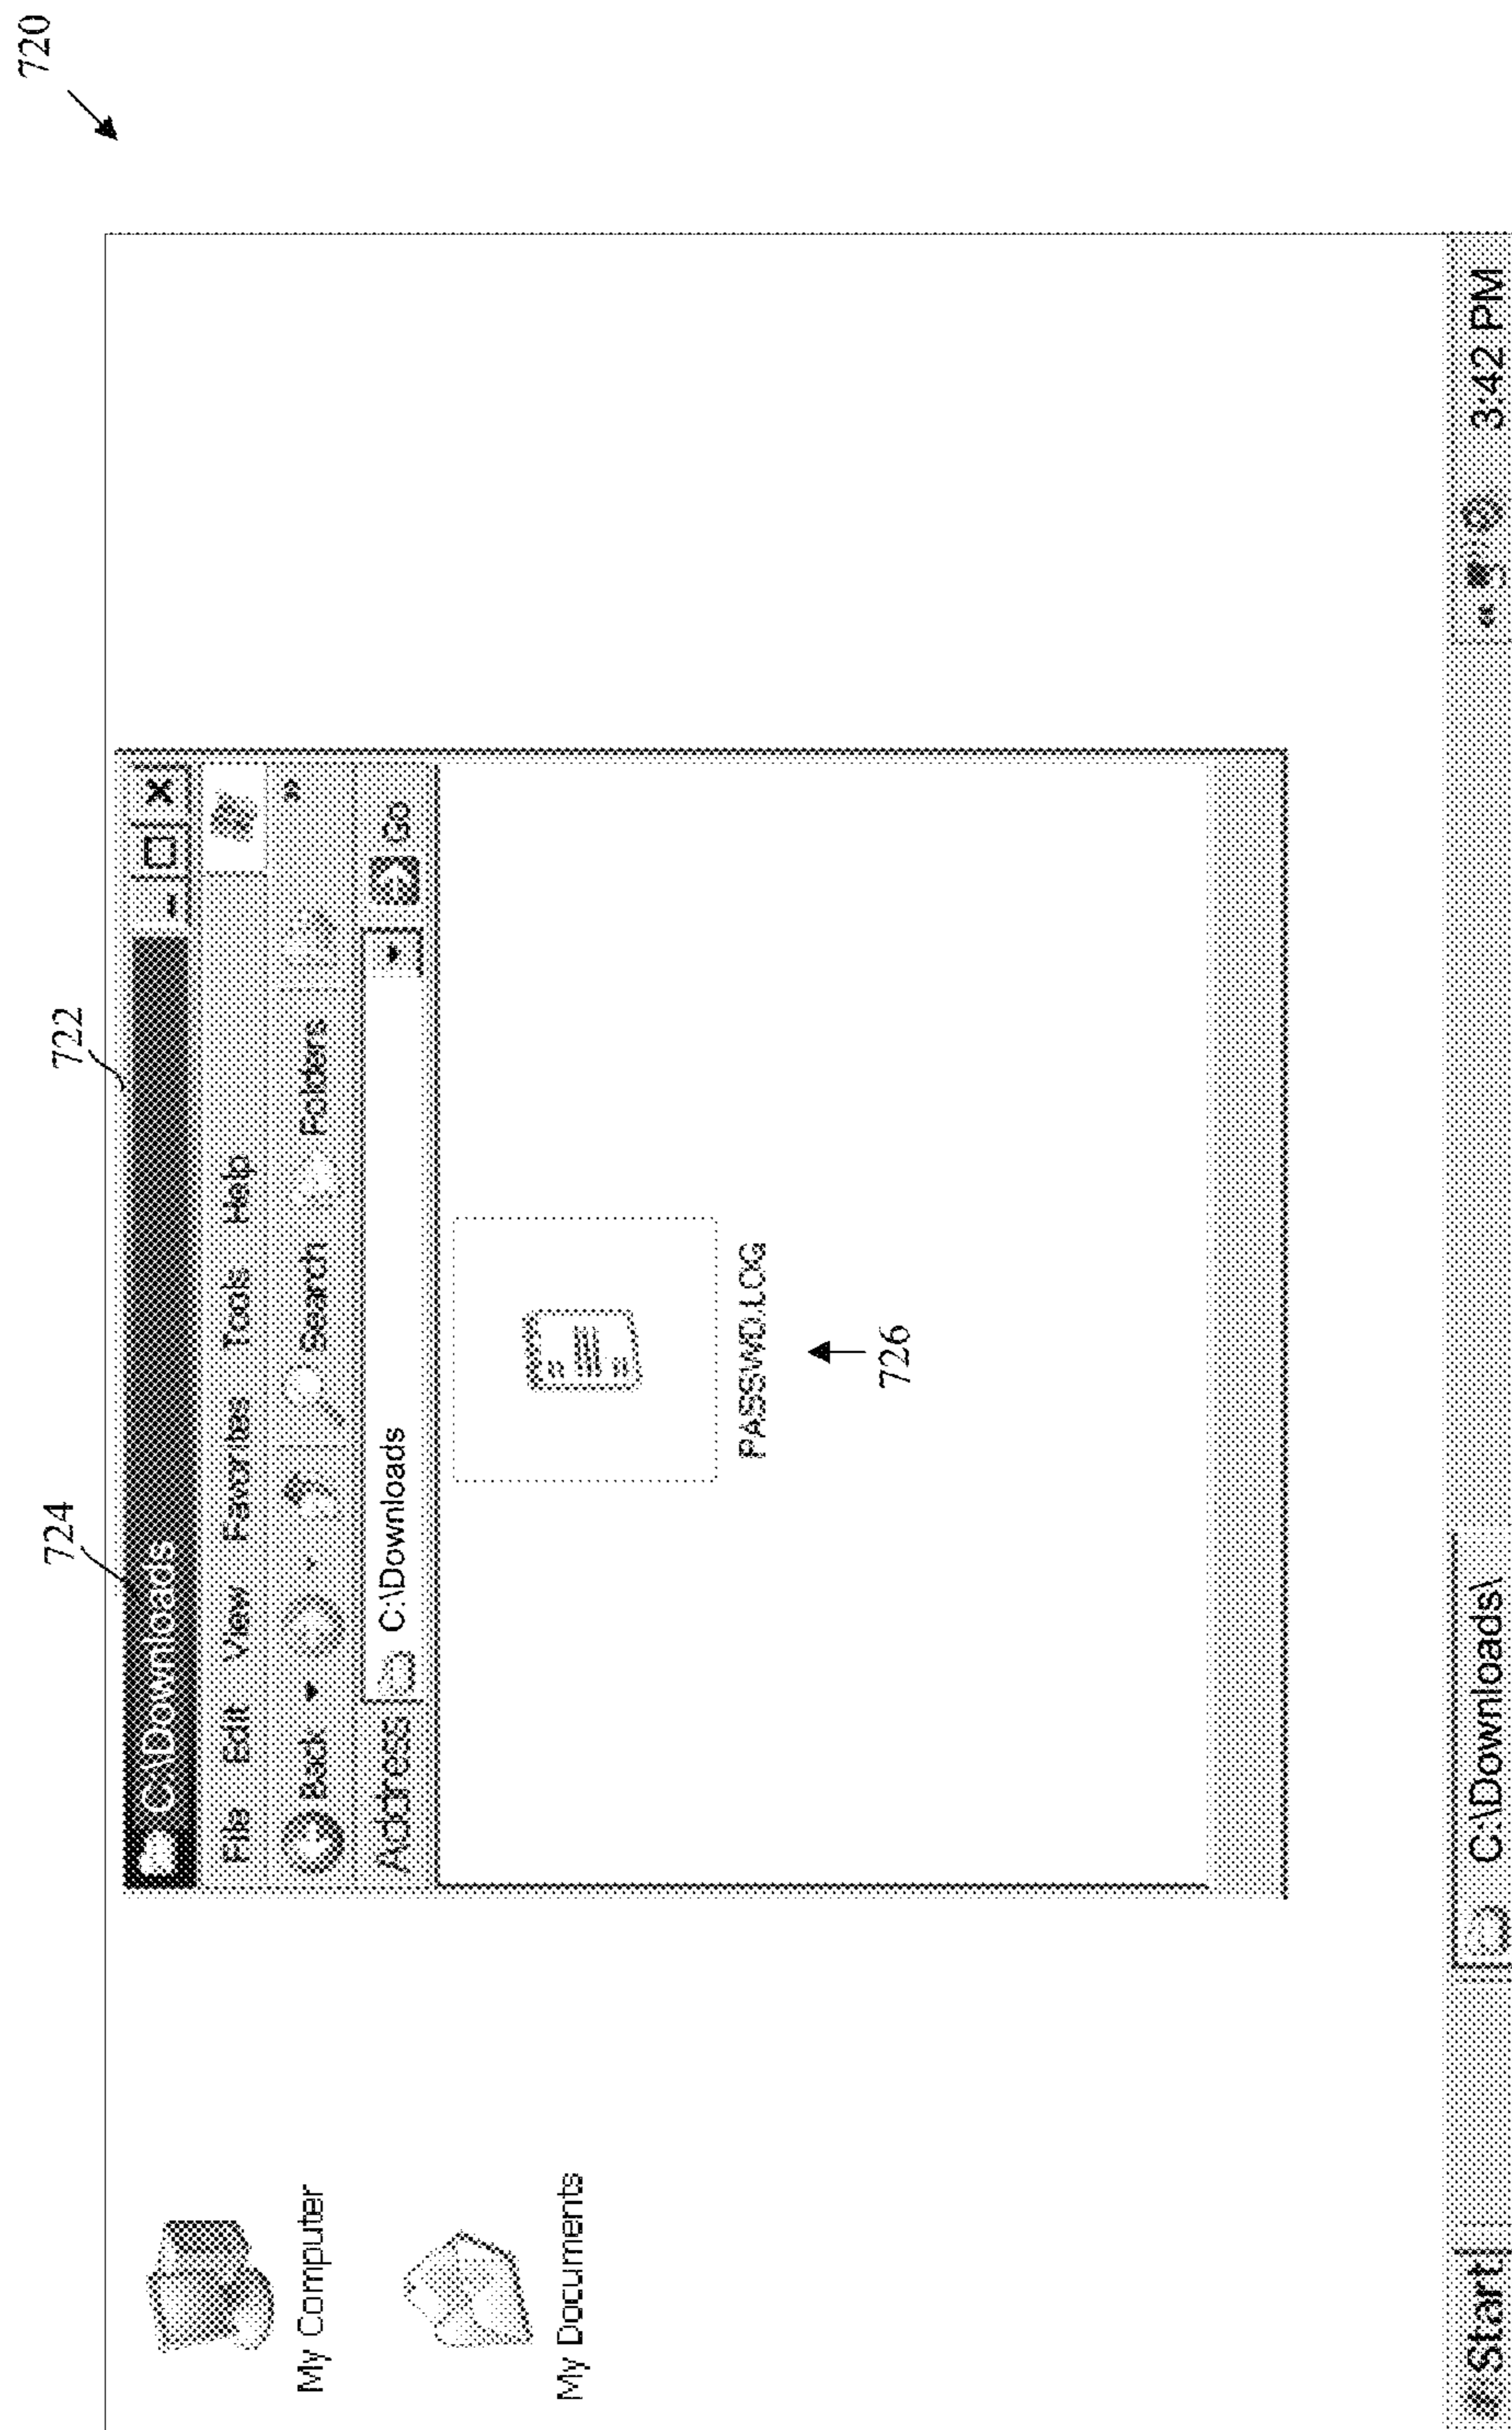 720
722
724
C:\Downloads
File Edit View Favorites Tools Help
Back Search Folders »
Address C:\Downloads Go
PASSWD.LOG
726
My Computer
My Documents
Start C:\Downloads\ « 3:42 PM